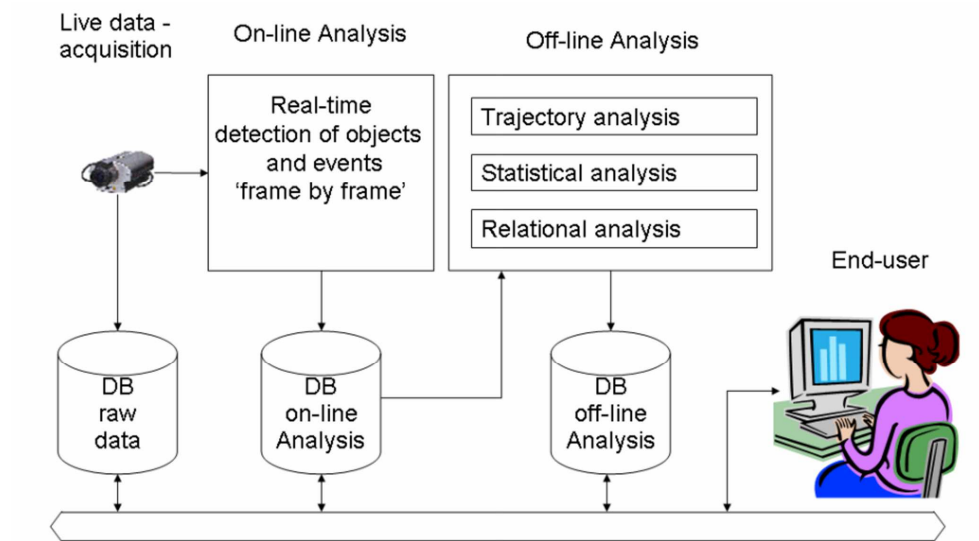 Live data -
acquisition
On-line Analysis
Off-line Analysis
Real-time
detection of objects
and events
‘frame by frame’
Trajectory analysis
Statistical analysis
Relational analysis
End-user
DB
raw
data
DB
on-line
Analysis
DB
off-line
Analysis